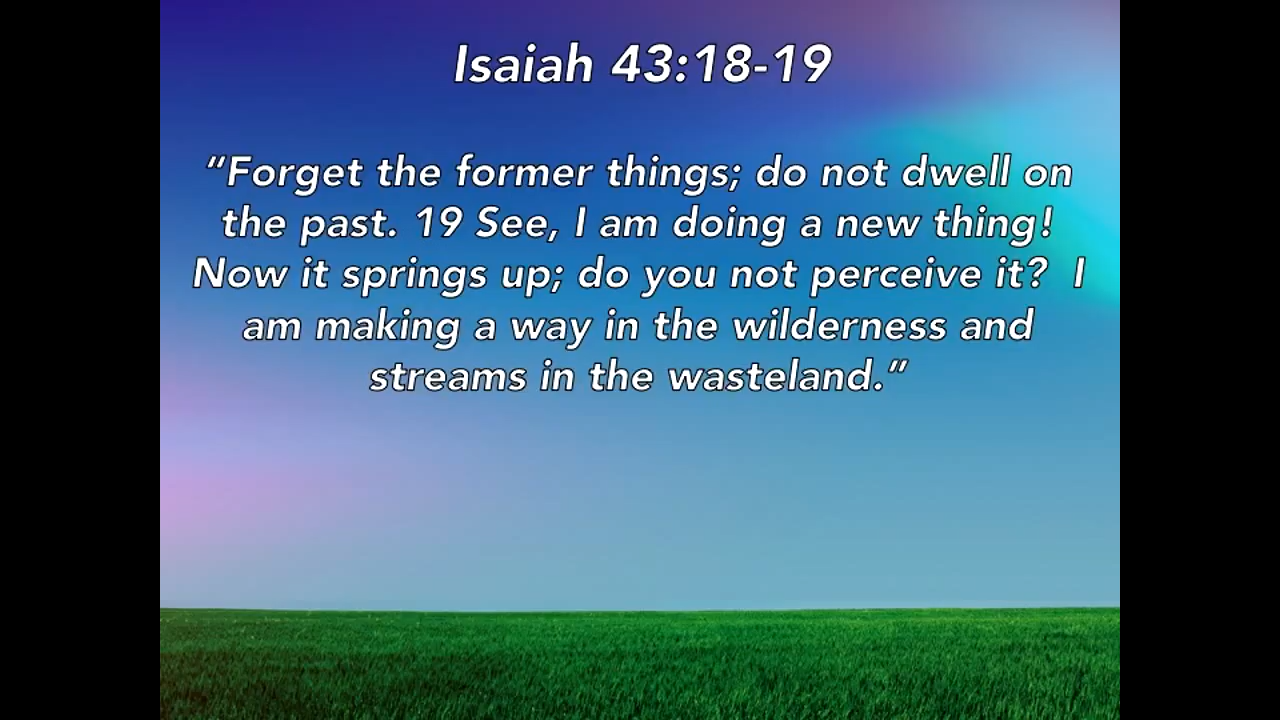 Isaiah 43:18-19
“Forget the former things; do not dwell on
the past. 19 See, I am doing a new thing!
Now it springs up; do you not perceive it?  I
am making a way in the wilderness and
streams in the wasteland.”